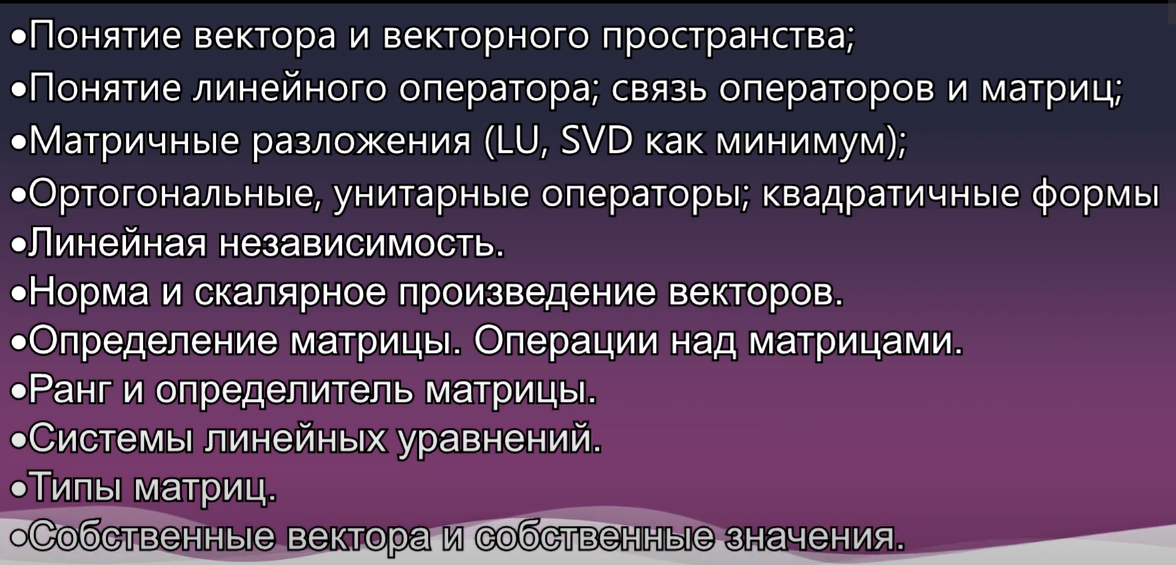 •Понятие вектора и векторного пространства;
•Понятие линейного оператора; связь операторов и матриц;
•Матричные разложения (LU, SVD как минимум);
•Ортогональные, унитарные операторы; квадратичные формы
•Линейная независимость.
•Норма и скалярное произведение векторов.
•Определение матрицы. Операции над матрицами.
•Ранг и определитель матрицы.
•Системы линейных уравнений.
•Типы матриц.
•Собственные вектора и собственные значения.